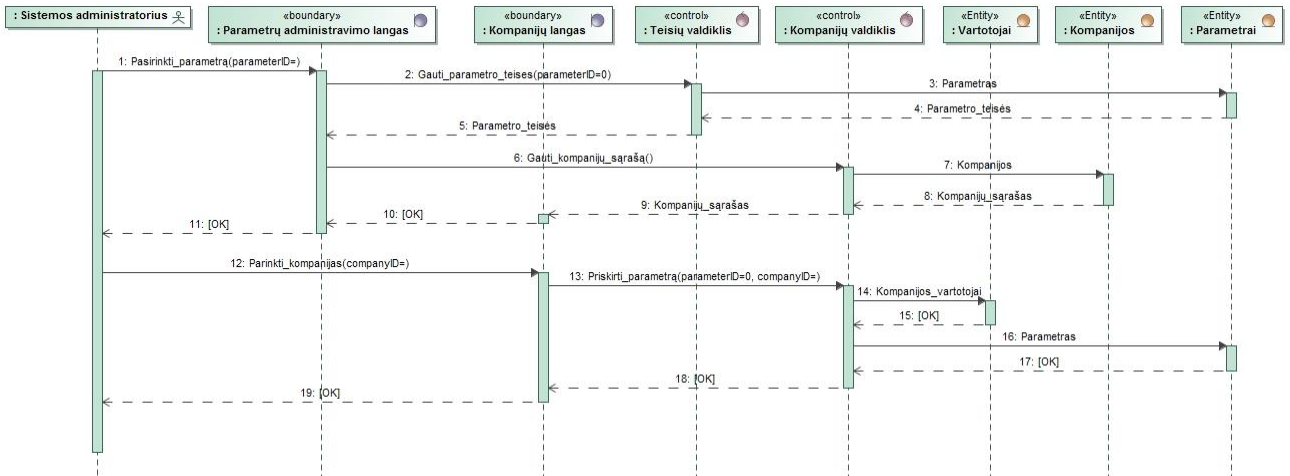 : Sistemos administratorius
«boundary»
: Parametrų administravimo langas
«boundary»
: Kompanijų langas
«control»
: Teisių valdiklis
«control»
: Kompanijų valdiklis
«Entity»
: Vartotojai
«Entity»
: Kompanijos
«Entity»
: Parametrai
1: Pasirinkti_parametrą(parameterID=)
2: Gauti_parametro_teises(parameterID=0)
3: Parametras
4: Parametro_teisės
5: Parametro_teisės
6: Gauti_kompanijų_sąrašą()
7: Kompanijos
8: Kompanijų_sąrašas
9: Kompanijų_sąrašas
10: [OK]
11: [OK]
12: Parinkti_kompanijas(companyID=)
13: Priskirti_parametrą(parameterID=0, companyID=)
14: Kompanijos_vartotojai
15: [OK]
16: Parametras
17: [OK]
18: [OK]
19: [OK]